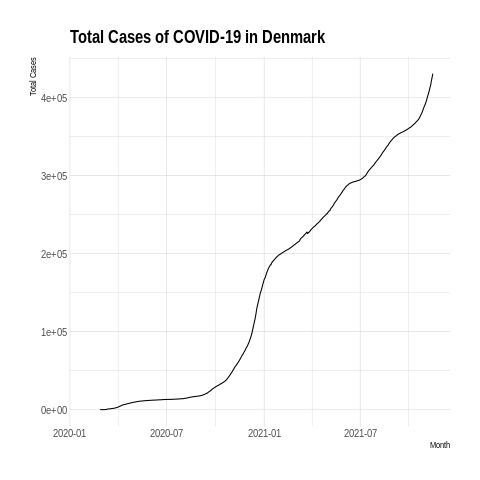 Total Cases of COVID-19 in Denmark
Total Cases
4e+05
3e+05
2e+05
1e+05
0e+00
2020-01 2020-07 2021-01 2021-07
Month